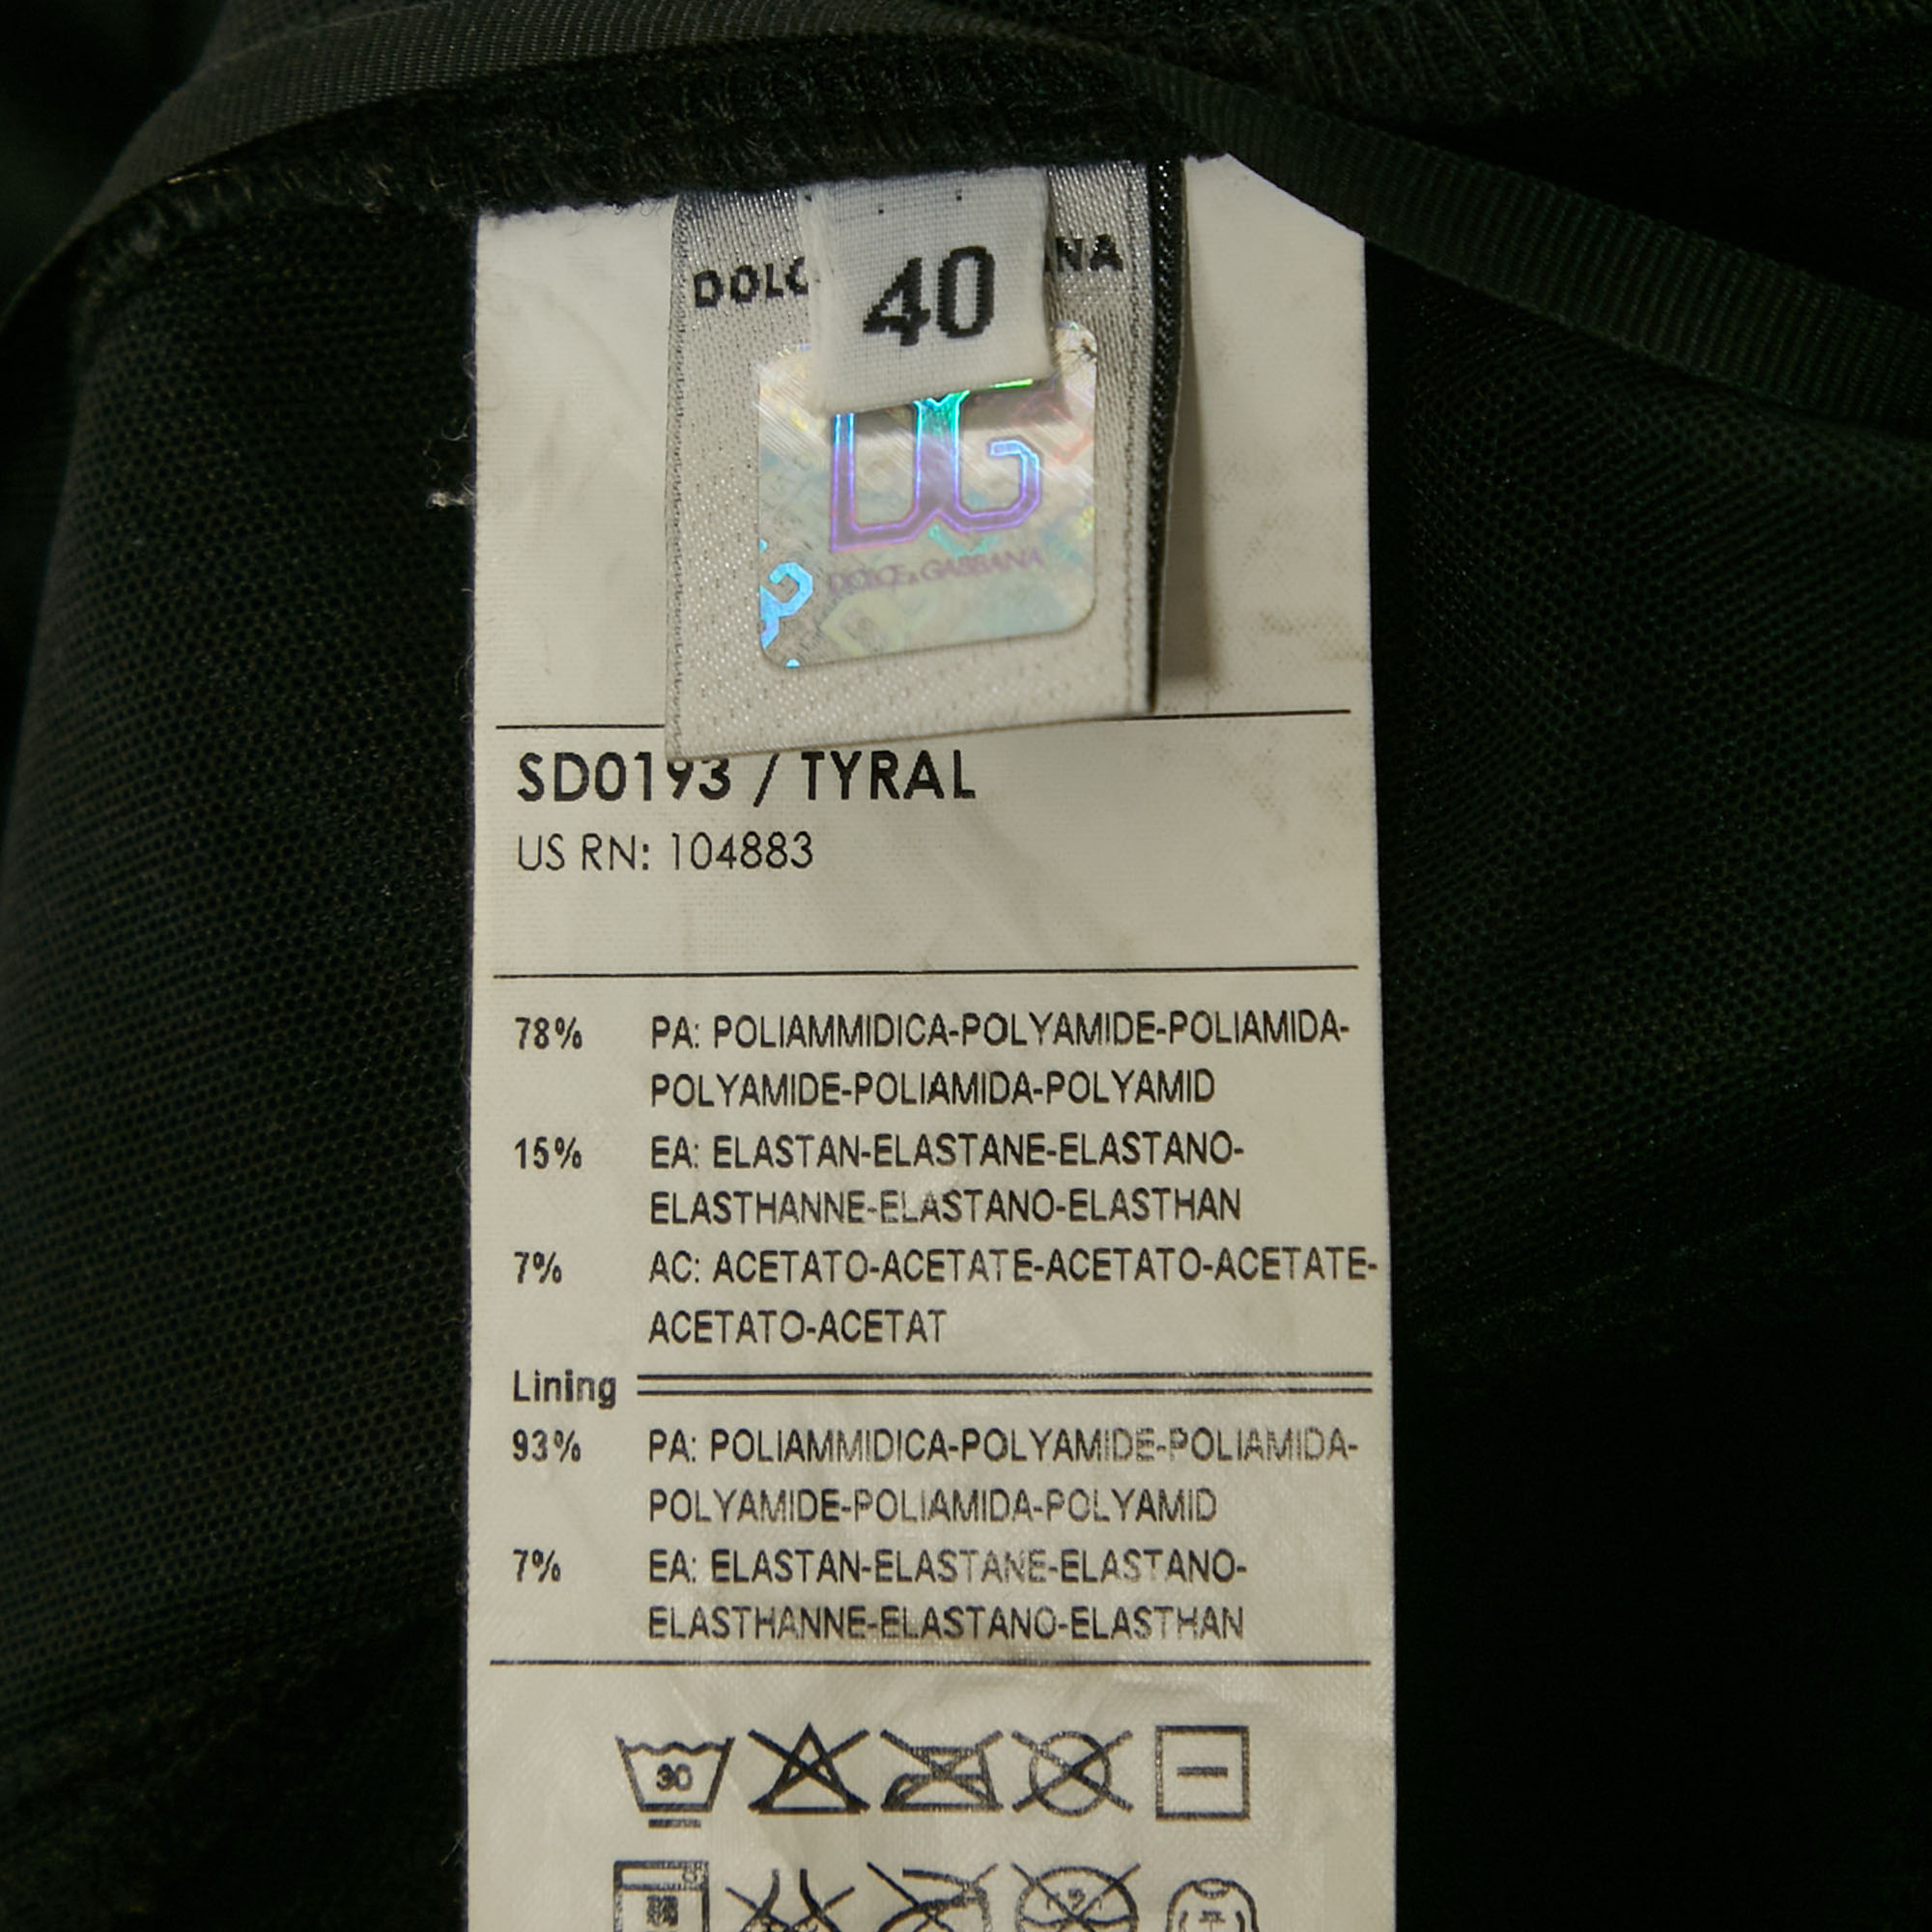 40
DG
DOLCE & GABBANA
SD0193 / TYRAL
US RN: 104883
78% PA: POLIAMMIDICA-POLYAMIDE-POLIAMIDA-
POLYAMIDE-POLIAMIDA-POLYAMID
15% EA: ELASTAN-ELASTANE-ELASTANO-
ELASTHANNE-ELASTANO-ELASTHAN
7% AC: ACETATO-ACETATE-ACETATO-ACETATE-
ACETATO-ACETAT
Lining
93% PA: POLIAMMIDICA-POLYAMIDE-POLIAMIDA-
POLYAMIDE-POLIAMIDA-POLYAMID
7% EA: ELASTAN-ELASTANE-ELASTANO-
ELASTHANNE-ELASTANO-ELASTHAN
30